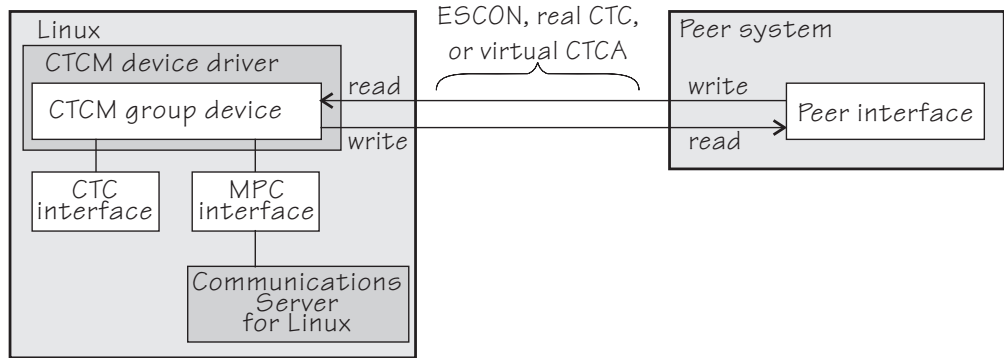 Linux
CTCM device driver
CTCM group device
CTC
interface
MPC
interface
Communications
Server
for Linux
ESCON, real CTC,
or virtual CTCA
read
write
write
read
Peer system
Peer interface